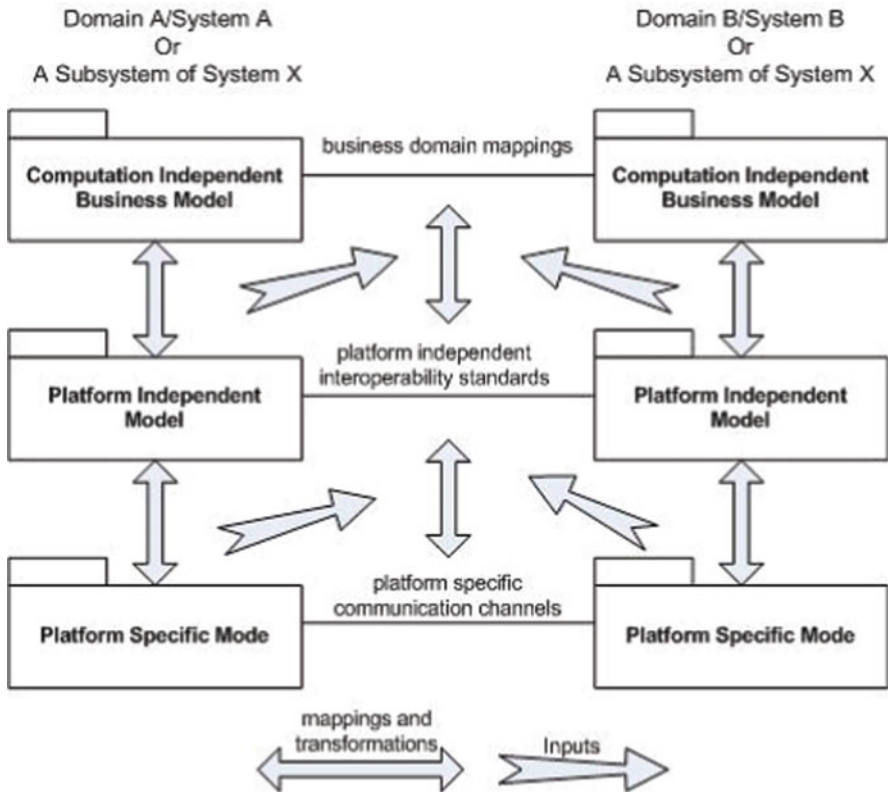 Domain A/System A
Or
A Subsystem of System X
Domain B/System B
Or
A Subsystem of System X
Computation Independent
Business Model
business domain mappings
Computation Independent
Business Model
Platform Independent
Model
platform independent
interoperability standards
Platform Independent
Model
Platform Specific Mode
platform specific
communication channels
Platform Specific Mode
mappings and
transformations
Inputs